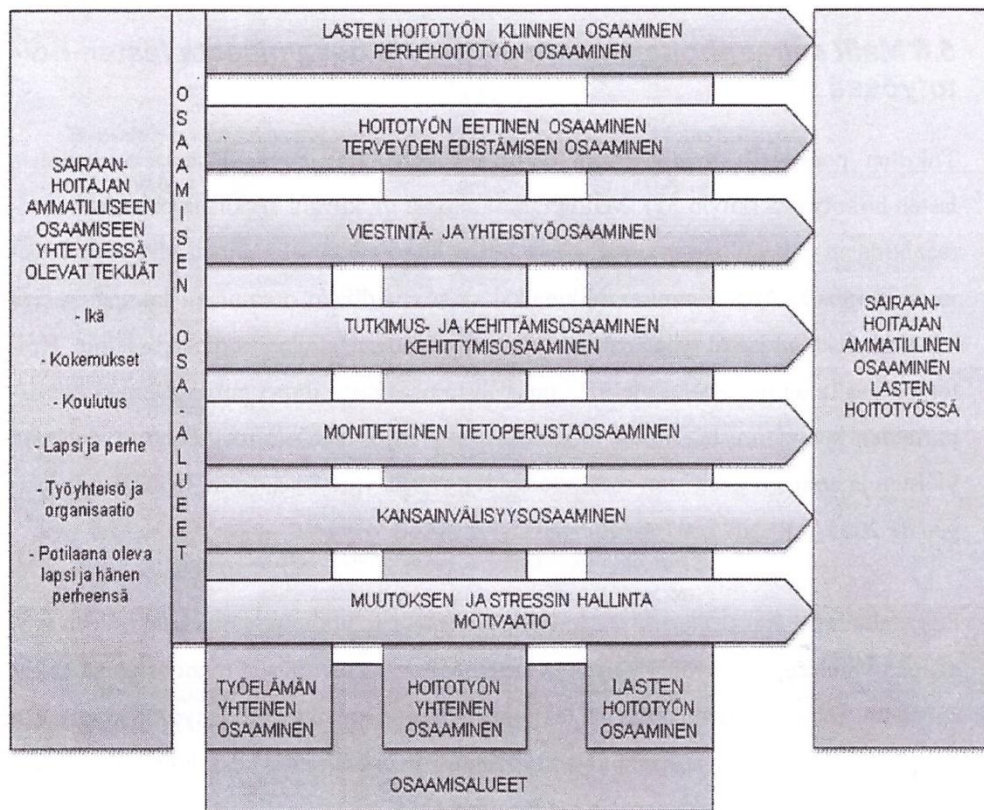 SAIRAAN-
HOITAJAN
AMMATILLISEEN
OSAAMISEEN
YHTEYDESSÄ
OLEVAT TEKIJÄT
- Ikä
- Kokemukset
- Koulutus
- Lapsi ja perhe
- Työyhteisö ja
organisaatio
- Potilaana oleva
lapsi ja hänen
perheensä
OSAAMISEN OSA-ALUEET
LASTEN HOITOTYÖN KLIININEN OSAAMINEN
PERHEHOITOTYÖN OSAAMINEN
HOITOTYÖN EETTINEN OSAAMINEN
TERVEYDEN EDISTÄMISEN OSAAMINEN
VIESTINTÄ- JA YHTEISTYÖOSAAMINEN
TUTKIMUS- JA KEHITTÄMISOSAAMINEN
KEHITTYMISOSAAMINEN
MONITIETEINEN TIETOPERUSTAOSAAMINEN
KANSAINVÄLISYYSOSAAMINEN
MUUTOKSEN JA STRESSIN HALLINTA
MOTIVAATIO
TYÖELÄMÄN
YHTEINEN
OSAAMINEN
HOITOTYÖN
YHTEINEN
OSAAMINEN
LASTEN
HOITOTYÖN
OSAAMINEN
OSAAMISALUEET
SAIRAAN-
HOITAJAN
AMMATILLINEN
OSAAMINEN
LASTEN
HOITOTYÖSSÄ